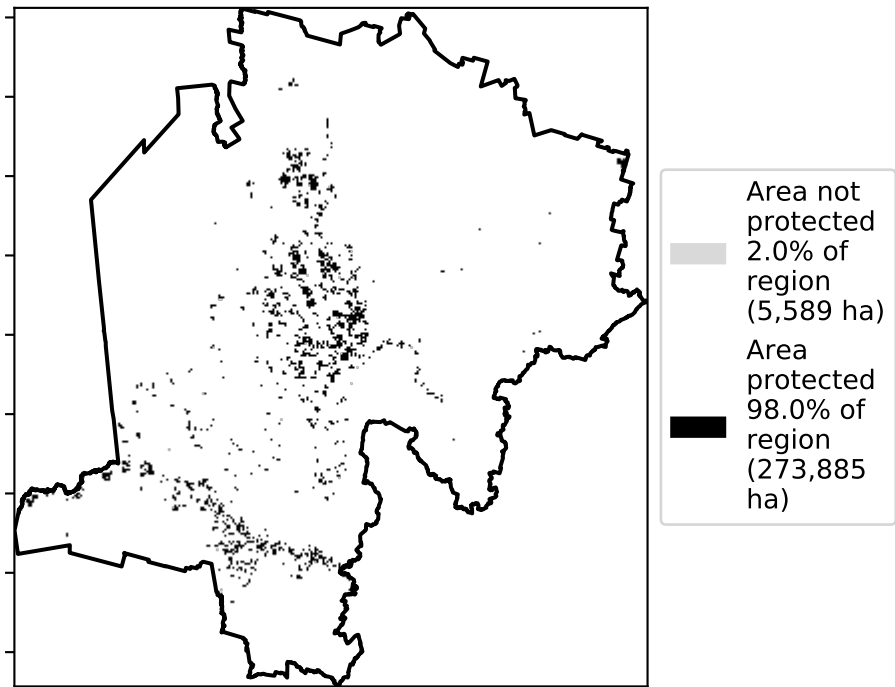 Area not
protected
2.0% of
region
(5,589 ha)
Area
protected
98.0% of
region
(273,885
ha)